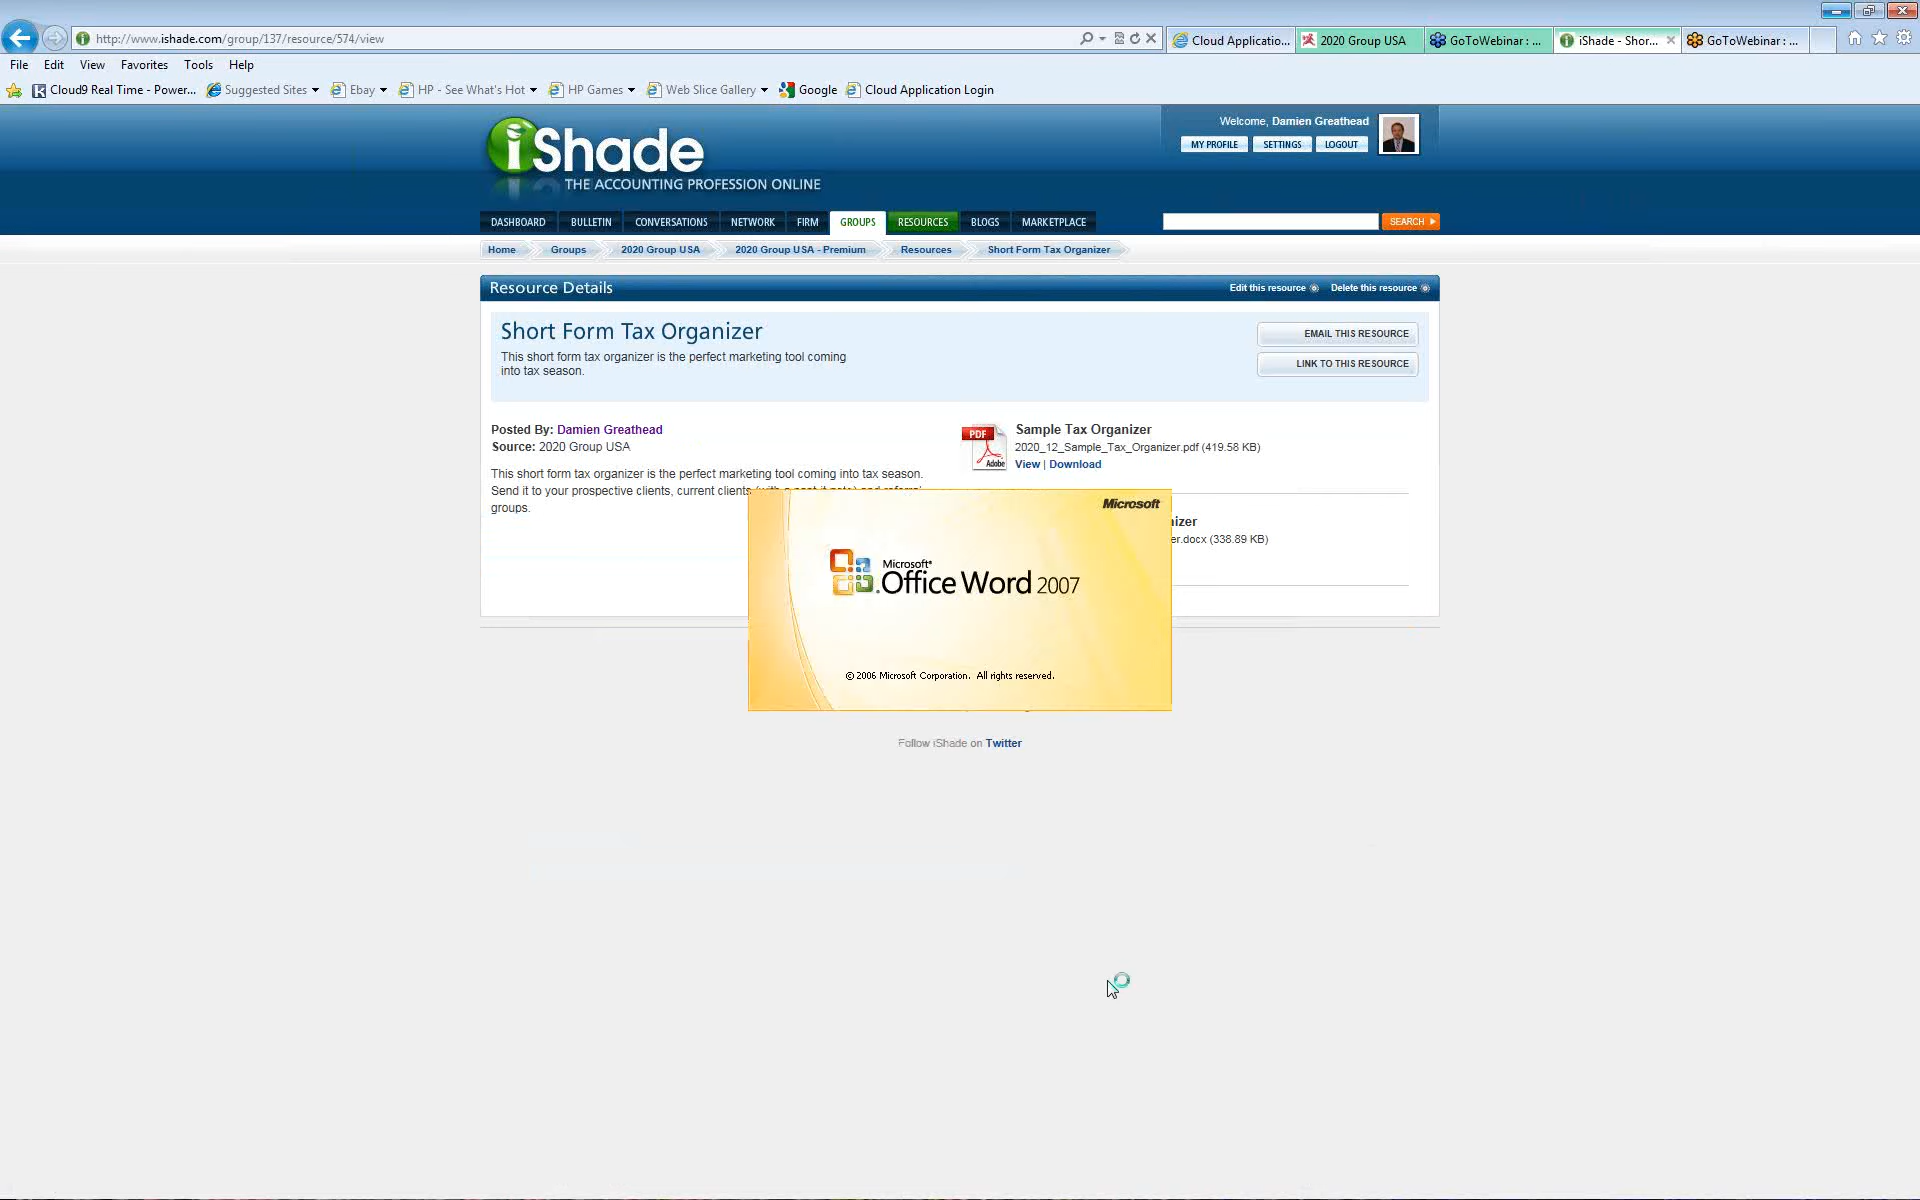 http://www.ishade.com/group/137/resource/574/view
Cloud Applicatio...
2020 Group USA
GoToWebinar : ...
iShade - Shor...
GoToWebinar : ...
File Edit View Favorites Tools Help
Cloud9 Real Time - Power...
Suggested Sites
Ebay
HP - See What's Hot
HP Games
Web Slice Gallery
Google
Cloud Application Login
iShade
THE ACCOUNTING PROFESSION ONLINE
Welcome, Damien Greathead
MY PROFILE SETTINGS LOGOUT
DASHBOARD BULLETIN CONVERSATIONS NETWORK FIRM GROUPS RESOURCES BLOGS MARKETPLACE
SEARCH
Home Groups 2020 Group USA 2020 Group USA - Premium Resources Short Form Tax Organizer
Resource Details
Edit this resource
Delete this resource
Short Form Tax Organizer
This short form tax organizer is the perfect marketing tool coming
into tax season.
EMAIL THIS RESOURCE
LINK TO THIS RESOURCE
Posted By: Damien Greathead
Source: 2020 Group USA
This short form tax organizer is the perfect marketing tool coming into tax season.
Send it to your prospective clients, current clients
groups.
PDF
Adobe
Sample Tax Organizer
2020_12_Sample_Tax_Organizer.pdf (419.58 KB)
View | Download
izer
er.docx (338.89 KB)
Microsoft
Microsoft®
Office Word 2007
© 2006 Microsoft Corporation. All rights reserved.
Follow iShade on Twitter